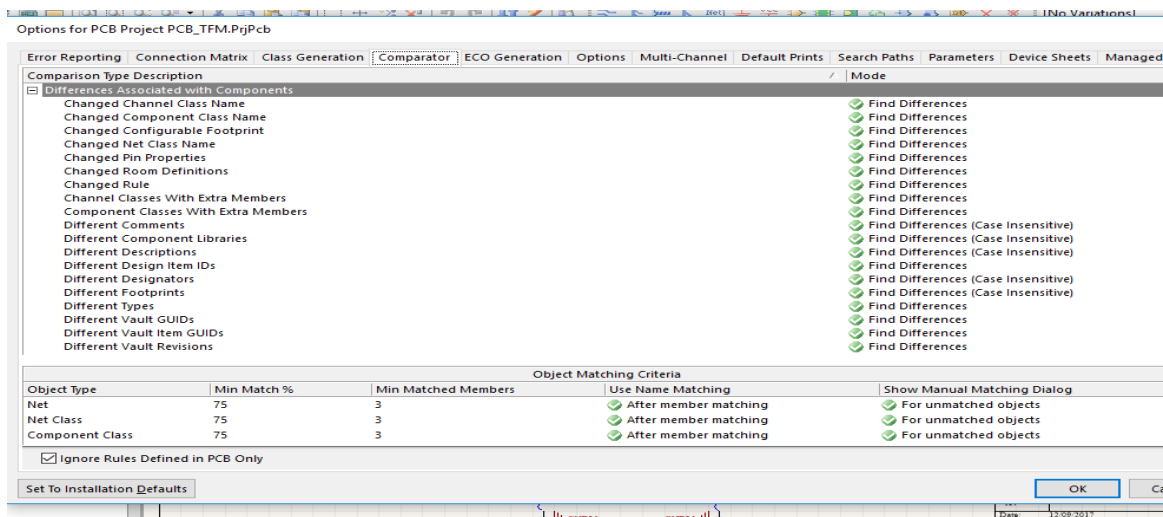 [No Variations]
Options for PCB Project PCB_TFM.PrjPcb
Error Reporting Connection Matrix Class Generation Comparator ECO Generation Options Multi-Channel Default Prints Search Paths Parameters Device Sheets Managed
Comparison Type Description / Mode
Differences Associated with Components
Changed Channel Class Name Find Differences
Changed Component Class Name Find Differences
Changed Configurable Footprint Find Differences
Changed Net Class Name Find Differences
Changed Pin Properties Find Differences
Changed Room Definitions Find Differences
Changed Rule Find Differences
Channel Classes With Extra Members Find Differences
Component Classes With Extra Members Find Differences
Different Comments Find Differences (Case Insensitive)
Different Component Libraries Find Differences (Case Insensitive)
Different Descriptions Find Differences (Case Insensitive)
Different Design Item IDs Find Differences
Different Designators Find Differences (Case Insensitive)
Different Footprints Find Differences (Case Insensitive)
Different Types Find Differences
Different Vault GUIDs Find Differences
Different Vault Item GUIDs Find Differences
Different Vault Revisions Find Differences
Object Matching Criteria
Object Type Min Match % Min Matched Members Use Name Matching Show Manual Matching Dialog
Net 75 3 After member matching For unmatched objects
Net Class 75 3 After member matching For unmatched objects
Component Class 75 3 After member matching For unmatched objects
Ignore Rules Defined in PCB Only
Set To Installation Defaults OK Ca
Date: 12/09/2017